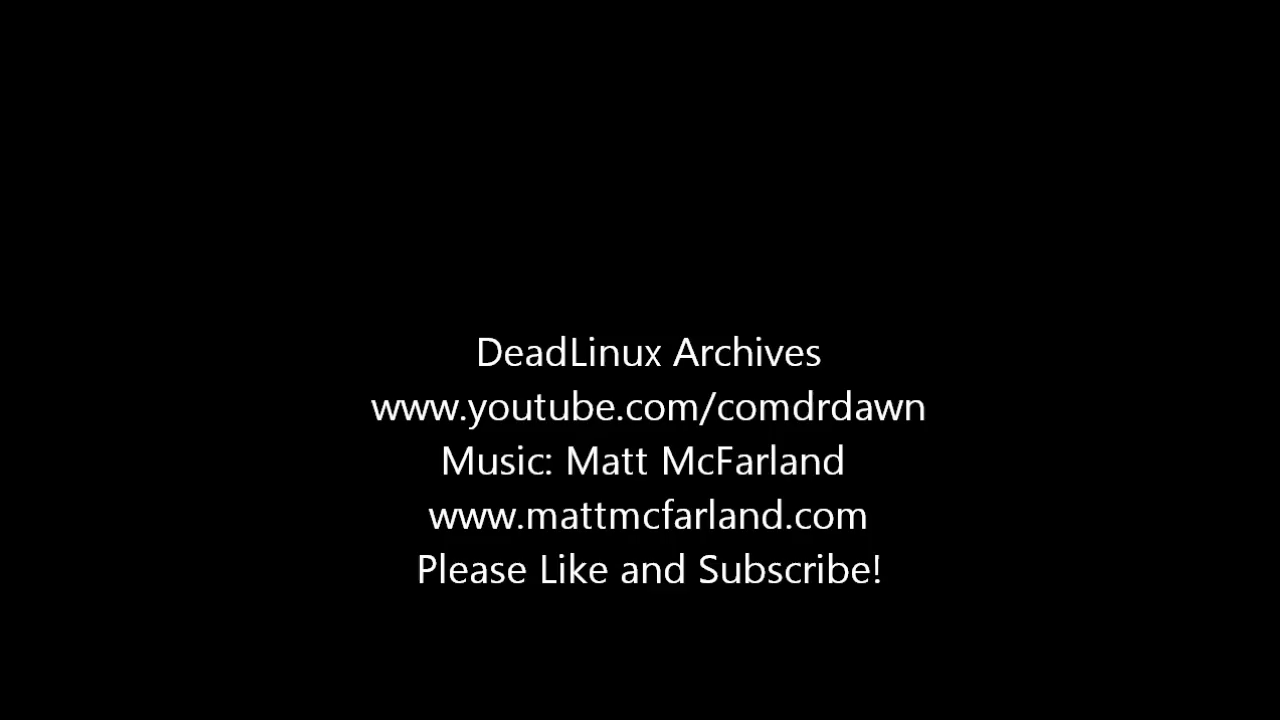 DeadLinux Archives
www.youtube.com/comdrdawn
Music: Matt McFarland
www.mattmcfarland.com
Please Like and Subscribe!